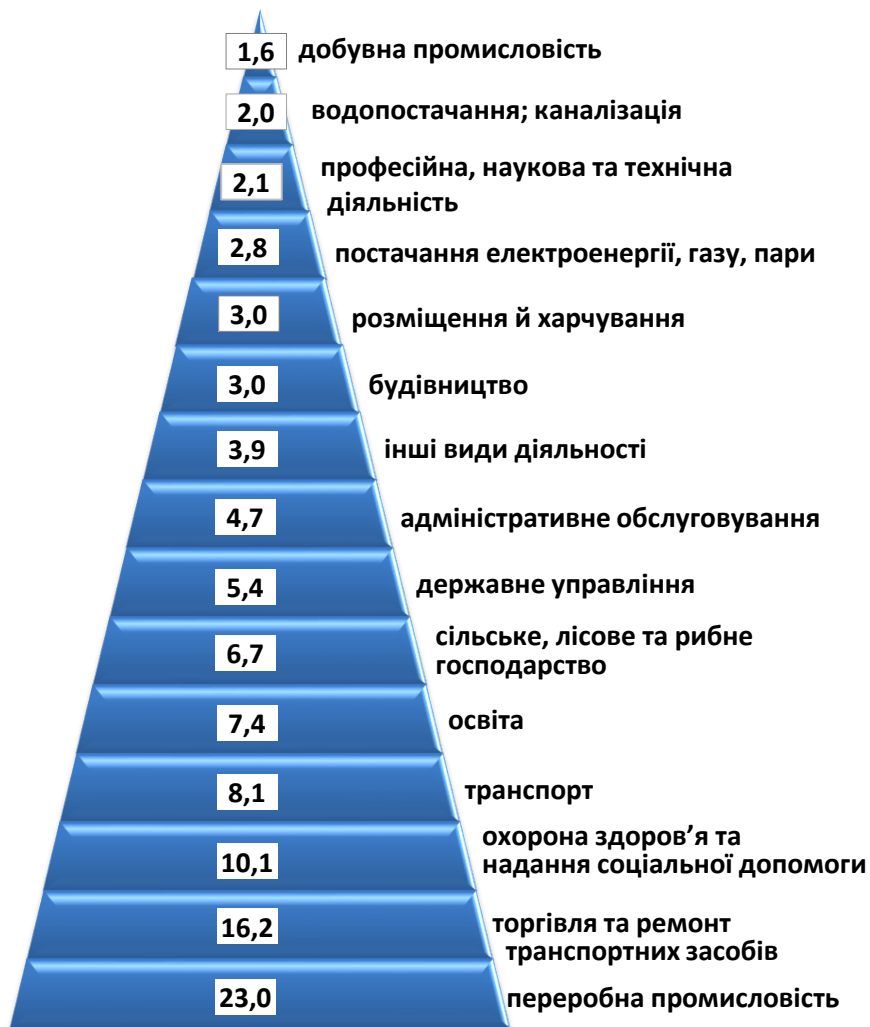 1,6 добувна промисловість
2,0 водопостачання; каналізація
2,1 професійна, наукова та технічна
діяльність
2,8 постачання електроенергії, газу, пари
3,0 розміщення й харчування
3,0 будівництво
3,9 інші види діяльності
4,7 адміністративне обслуговування
5,4 державне управління
6,7 сільське, лісове та рибне
господарство
7,4 освіта
8,1 транспорт
10,1 охорона здоров’я та
надання соціальної допомоги
16,2 торгівля та ремонт
транспортних засобів
23,0 переробна промисловість